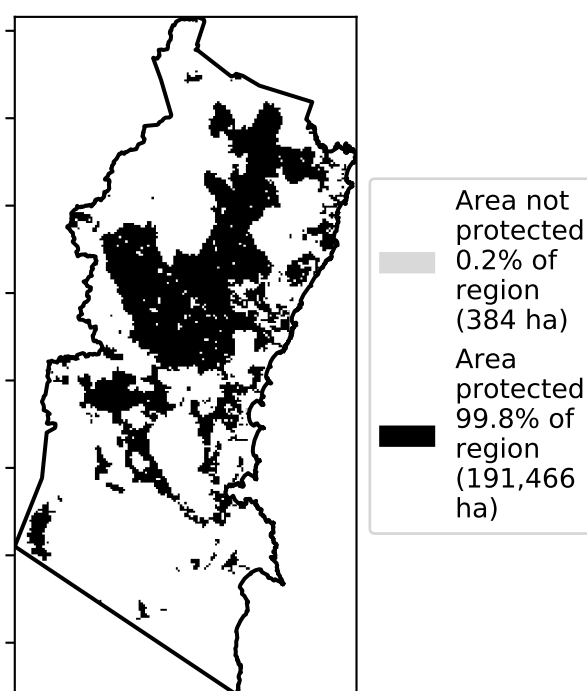 Area not
protected
0.2% of
region
(384 ha)
Area
protected
99.8% of
region
(191,466
ha)